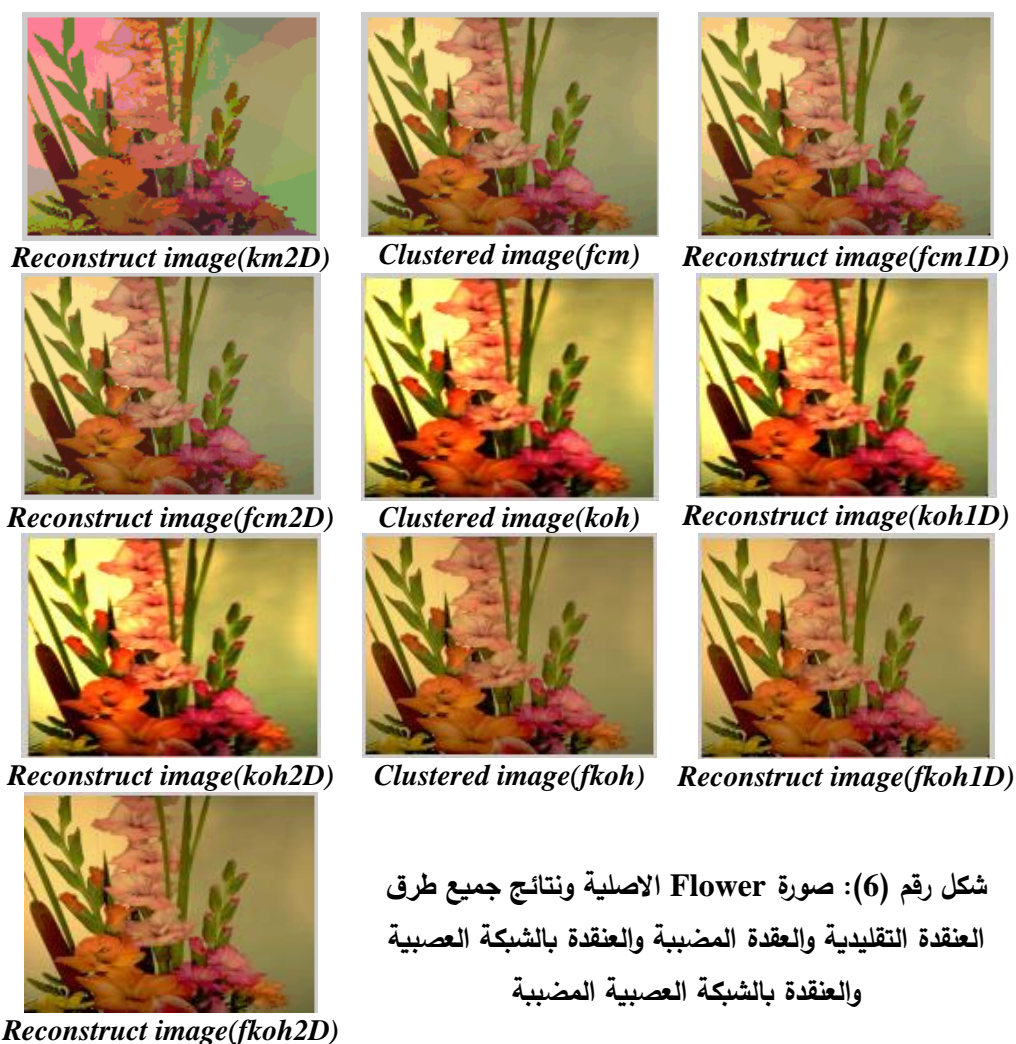 Reconstruct image(km2D)
Clustered image(fcm)
Reconstruct image(fcm1D)
Reconstruct image(fcm2D)
Clustered image(koh)
Reconstruct image(koh1D)
Reconstruct image(koh2D)
Clustered image(fkoh)
Reconstruct image(fkoh1D)
Reconstruct image(fkoh2D)
شكل رقم (6): صورة Flower الاصلية ونتائج جميع طرق
العنقدة التقليدية والعقدة المضببة والعنقدة بالشبكة العصبية
والعنقدة بالشبكة العصبية المضببة